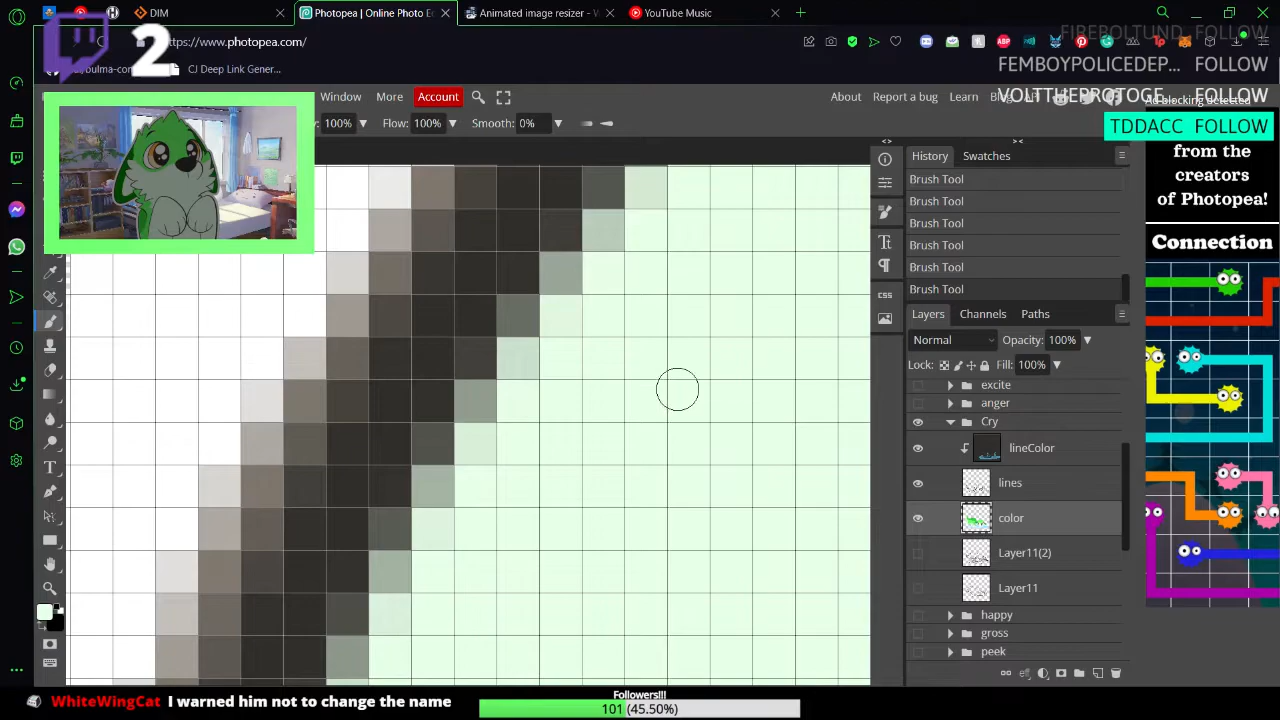 DIM
Photopea | Online Photo Ec
Animated image resizer - W
YouTube Music
2
FIREBOLTUND FOLLOW
https://www.photopea.com/
FEMBOYPOLICEDEP... FOLLOW
CJ Deep Link Gener...
FOLLOW
Window More Account
About Report a bug Learn
TDDACC FOLLOW
100% Flow: 100% Smooth: 0%
> <
> <
from the
creators
of Photopea!
Connection
History Swatches
Brush Tool
Brush Tool
Brush Tool
Brush Tool
Brush Tool
Brush Tool
CSS
Layers Channels Paths
Normal Opacity: 100%
Lock: Fill: 100%
excite
anger
Cry
lineColor
lines
color
Layer11(2)
Layer11
happy
gross
peek
WhiteWingCat I warned him not to change the name
Followers!!!
101 (45.50%)